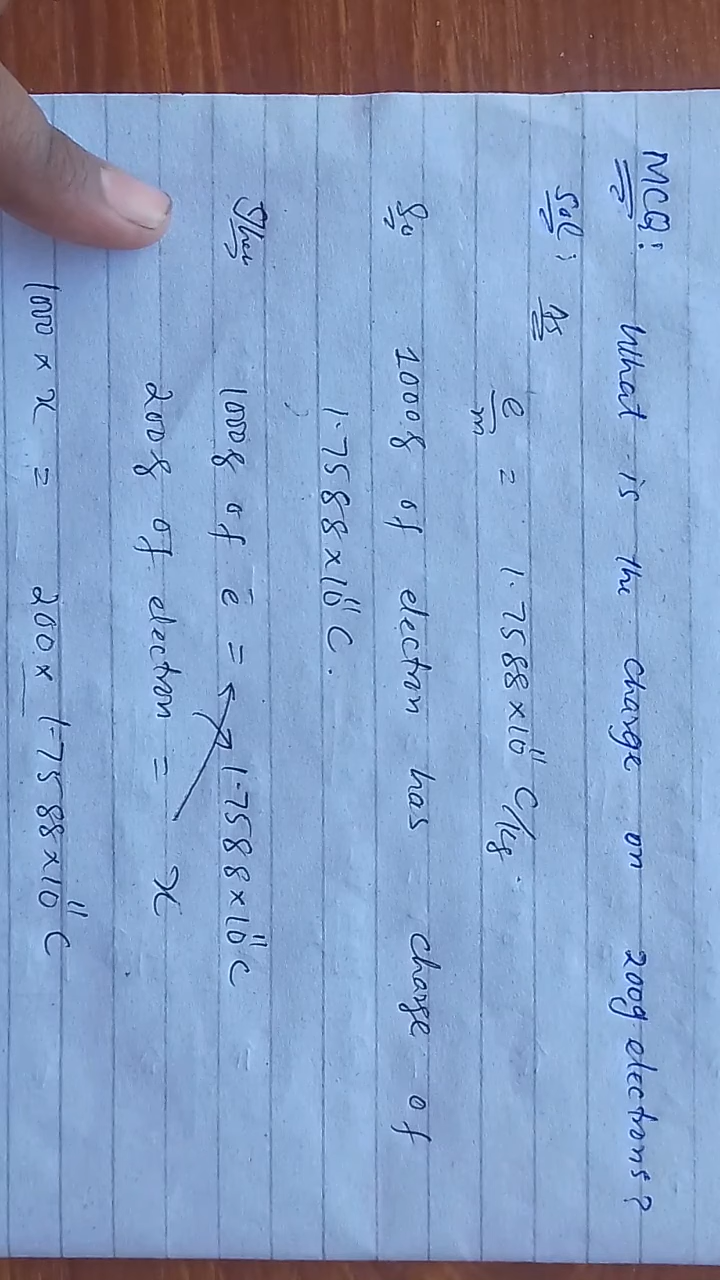 MCQ: What is the charge on 200g electrons?
Sol: As
e/m = 1.7588 x 10¹¹ C/kg.
So 1000g of electron has charge of
1.7588 x 10¹¹ C.
Thus 1000g of e⁻ = 1.7588 x 10¹¹ C
200g of electron = x
1000 x x = 200 x 1.7588 x 10¹¹ C